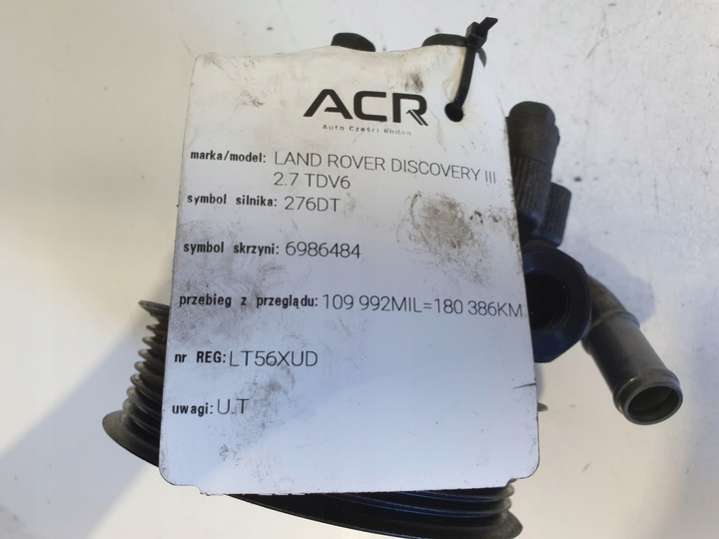 ACR
Auto Części Radom
marka/model: LAND ROVER DISCOVERY III
2.7 TDV6
symbol silnika: 276DT
symbol skrzyni: 6986484
przebieg z przeglądu: 109 992MIL=180 386KM
nr REG: LT56XUD
uwagi: U.T